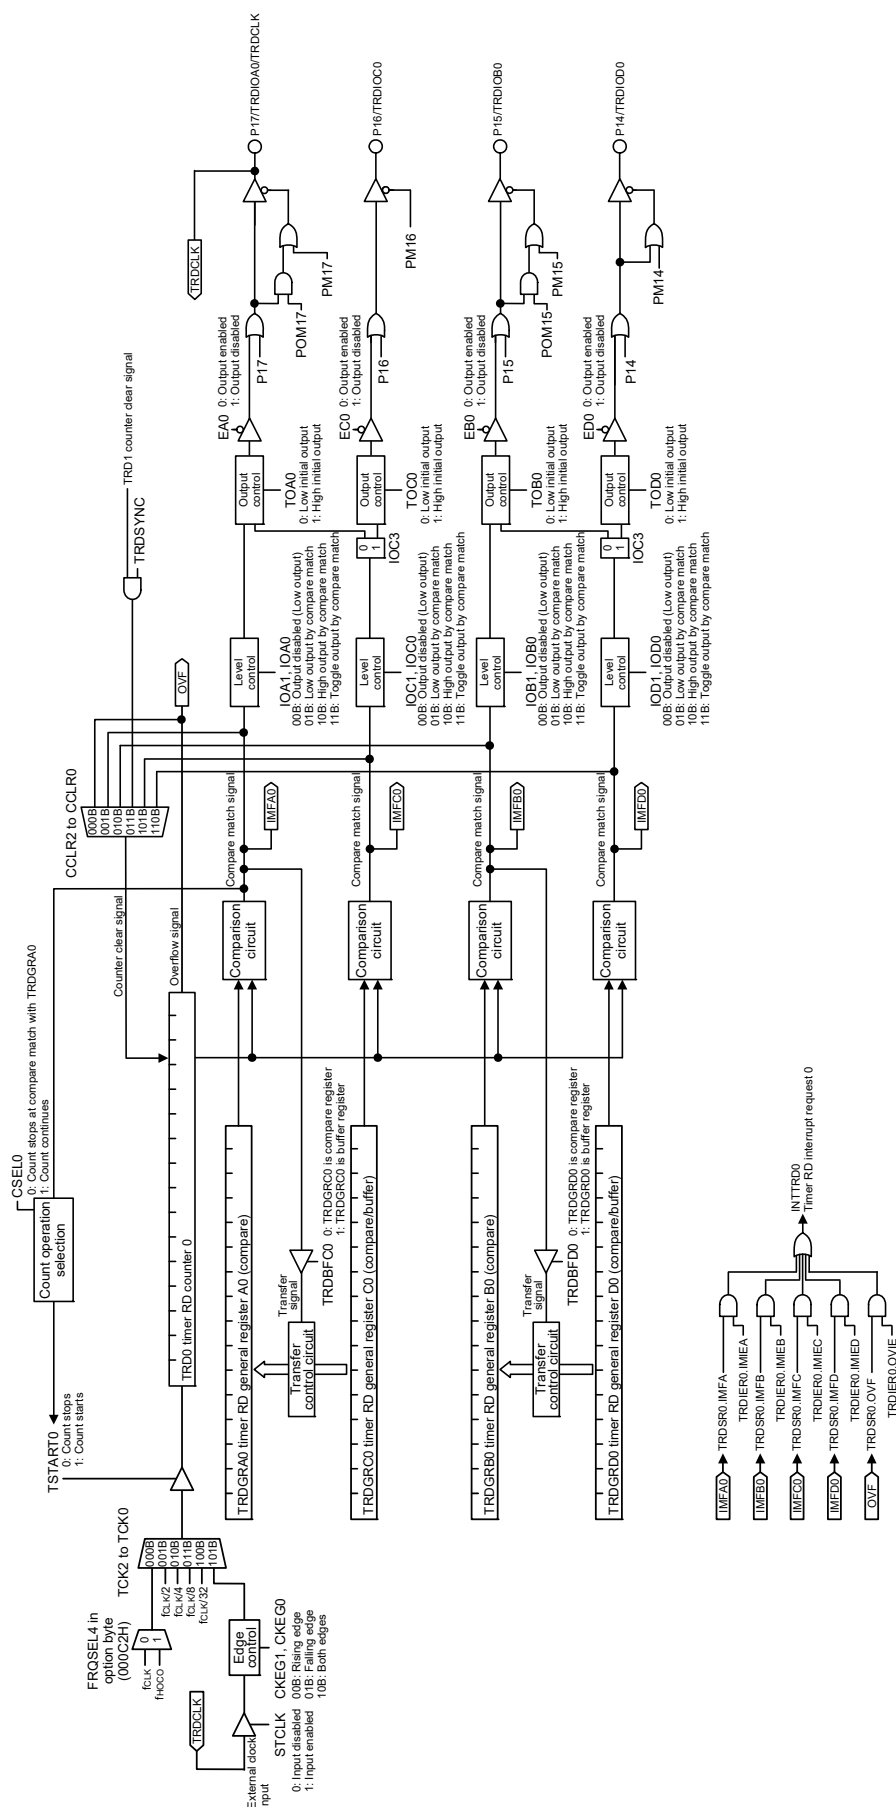 FRQSEL4 in
option byte
(000C2H)
fCLK
fHOCO
0
1
TCK2 to TCK0
000B
001B
010B
011B
100B
101B
fCLK/2
fCLK/4
fCLK/8
fCLK/32
TRDCLK
External clock
input
STCLK
0: Input disabled
1: Input enabled
Edge
control
CKEG1, CKEG0
00B: Rising edge
01B: Falling edge
10B: Both edges
TSTART0
0: Count stops
1: Count starts
Count operation
selection
CSEL0
0: Count stops at compare match with TRDGRA0
1: Count continues
TRD0 timer RD counter 0
Counter clear signal
Overflow signal
CCLR2 to CCLR0
000B
001B
010B
011B
101B
110B
OVF
TRD1 counter clear signal
TRDSYNC
TRDGRA0 timer RD general register A0 (compare)
Comparison
circuit
Compare match signal
IMFA0
Level
control
IOA1, IOA0
00B: Output disabled (Low output)
01B: Low output by compare match
10B: High output by compare match
11B: Toggle output by compare match
Output
control
TOA0
0: Low initial output
1: High initial output
EA0
0: Output enabled
1: Output disabled
P17
POM17
PM17
TRDCLK
P17/TRDIOA0/TRDCLK
Transfer
control circuit
Transfer
signal
TRDBFC0
0: TRDGRC0 is compare register
1: TRDGRC0 is buffer register
TRDGRC0 timer RD general register C0 (compare/buffer)
Comparison
circuit
Compare match signal
IMFC0
Level
control
IOC1, IOC0
00B: Output disabled (Low output)
01B: Low output by compare match
10B: High output by compare match
11B: Toggle output by compare match
0
1
IOC3
Output
control
TOC0
0: Low initial output
1: High initial output
EC0
0: Output enabled
1: Output disabled
P16
PM16
P16/TRDIOC0
TRDGRB0 timer RD general register B0 (compare)
Comparison
circuit
Compare match signal
IMFB0
Level
control
IOB1, IOB0
00B: Output disabled (Low output)
01B: Low output by compare match
10B: High output by compare match
11B: Toggle output by compare match
Output
control
TOB0
0: Low initial output
1: High initial output
EB0
0: Output enabled
1: Output disabled
P15
POM15
PM15
P15/TRDIOB0
Transfer
control circuit
Transfer
signal
TRDBFD0
0: TRDGRD0 is compare register
1: TRDGRD0 is buffer register
TRDGRD0 timer RD general register D0 (compare/buffer)
Comparison
circuit
Compare match signal
IMFD0
Level
control
IOD1, IOD0
00B: Output disabled (Low output)
01B: Low output by compare match
10B: High output by compare match
11B: Toggle output by compare match
0
1
IOC3
Output
control
TOD0
0: Low initial output
1: High initial output
ED0
0: Output enabled
1: Output disabled
P14
PM14
P14/TRDIOD0
IMFA0
TRDSR0.IMFA
TRDIER0.IMIEA
IMFB0
TRDSR0.IMFB
TRDIER0.IMIEB
IMFC0
TRDSR0.IMFC
TRDIER0.IMIEC
IMFD0
TRDSR0.IMFD
TRDIER0.IMIED
OVF
TRDSR0.OVF
TRDIER0.OVIE
INTTRD0
Timer RD interrupt request 0